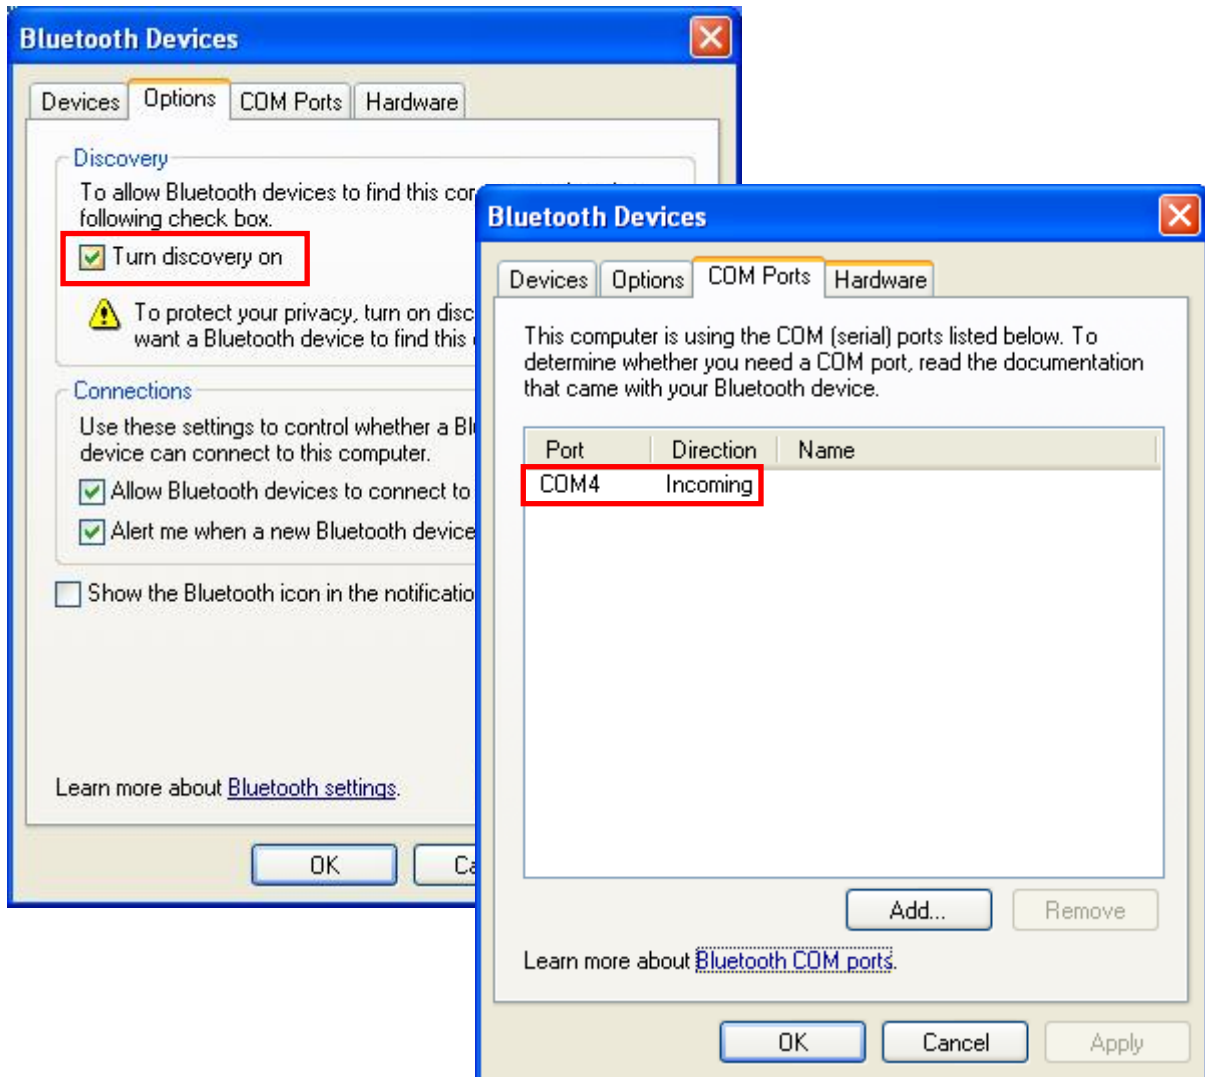 Bluetooth Devices
Devices Options COM Ports Hardware
Discovery
To allow Bluetooth devices to find this
following check box.
Turn discovery on
To protect your privacy, turn on
want a Bluetooth device to find this
Connections
Use these settings to control whether a
device can connect to this computer.
Allow Bluetooth devices to connect to
Alert me when a new Bluetooth device
Show the Bluetooth icon in the
Learn more about Bluetooth settings.
OK
Bluetooth Devices
Devices Options COM Ports Hardware
This computer is using the COM (serial) ports listed below. To
determine whether you need a COM port, read the documentation
that came with your Bluetooth device.
Port Direction Name
COM4 Incoming
Add... Remove
Learn more about Bluetooth COM ports.
OK Cancel Apply